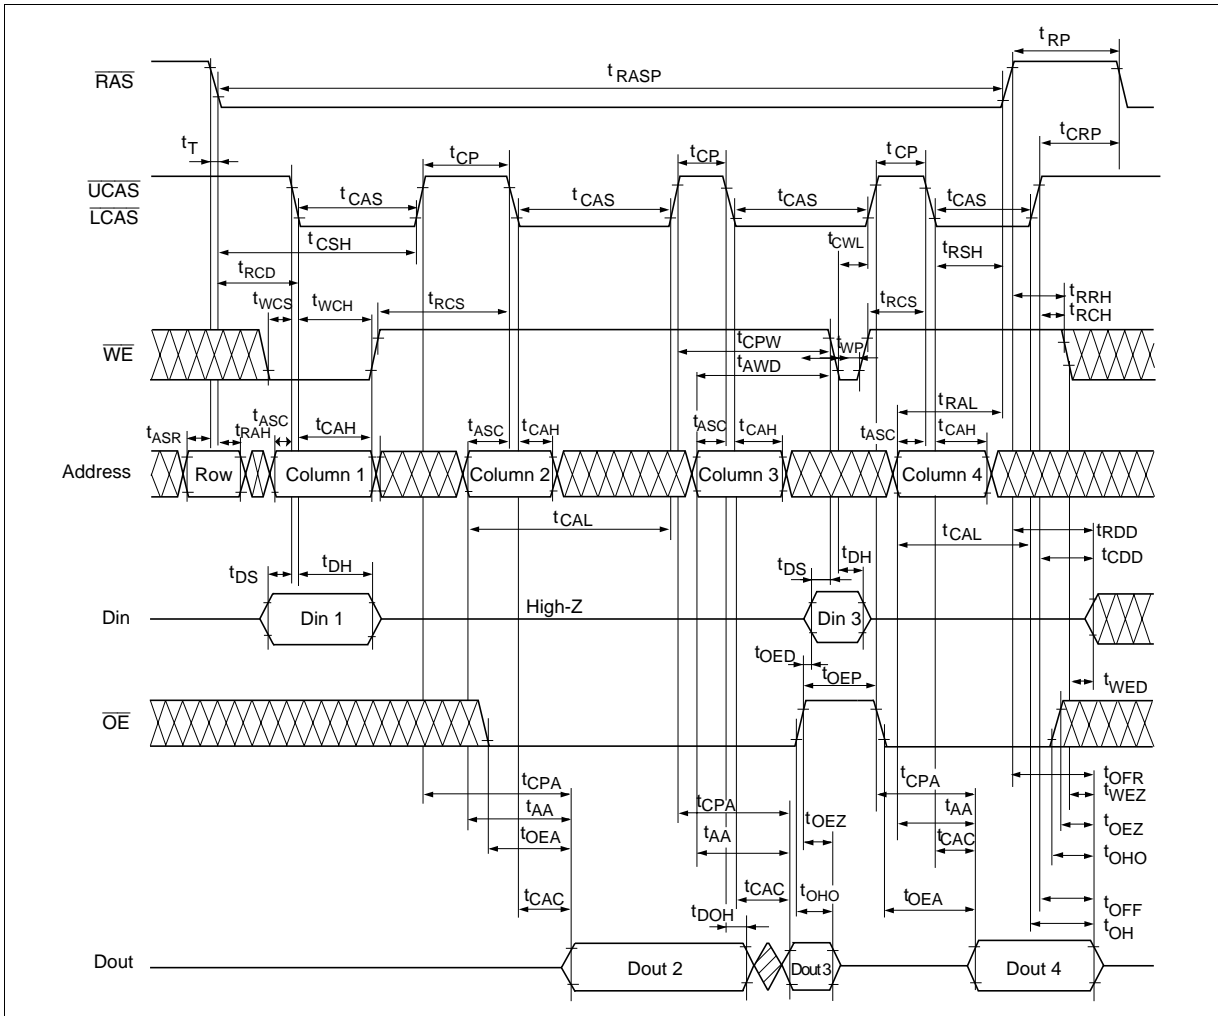 tRP
RAS
tRASP
tT
tCRP
tCP
tCP
tCP
UCAS
LCAS
tCAS
tCAS
tCAS
tCAS
tCSH
tCWL
tRSH
tRCD
tWCS
tWCH
tRCS
tRCS
tRRH
tRCH
WE
tCPW
tWP
tAWD
tRAL
tASR
tRAH
tASC
tCAH
tASC
tCAH
tASC
tCAH
tASC
tCAH
Address
Row
Column 1
Column 2
Column 3
Column 4
tCAL
tCAL
tRDD
tCDD
tDS
tDH
tDS
tDH
Din
Din 1
High-Z
Din 3
tOED
tOEP
tWED
OE
tCPA
tCPA
tCPA
tOFR
tWEZ
tAA
tAA
tAA
tOEA
tOEZ
tCAC
tOEZ
tOHO
tCAC
tCAC
tOHO
tOEA
tDOH
tOFF
tOH
Dout
Dout 2
Dout3
Dout 4